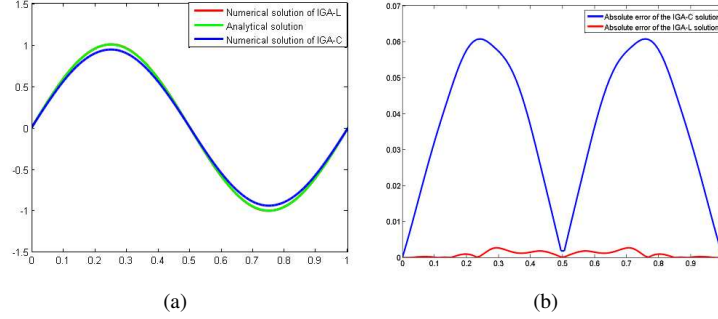 Numerical solution of IGA-L
Analytical solution
Numerical solution of IGA-C
1.5
1
0.5
0
-0.5
-1
-1.5
0 0.1 0.2 0.3 0.4 0.5 0.6 0.7 0.8 0.9 1
(a)
Absolute error of the IGA-C solution
Absolute error of the IGA-L solution
0.07
0.06
0.05
0.04
0.03
0.02
0.01
0
0 0.1 0.2 0.3 0.4 0.5 0.6 0.7 0.8 0.9
(b)